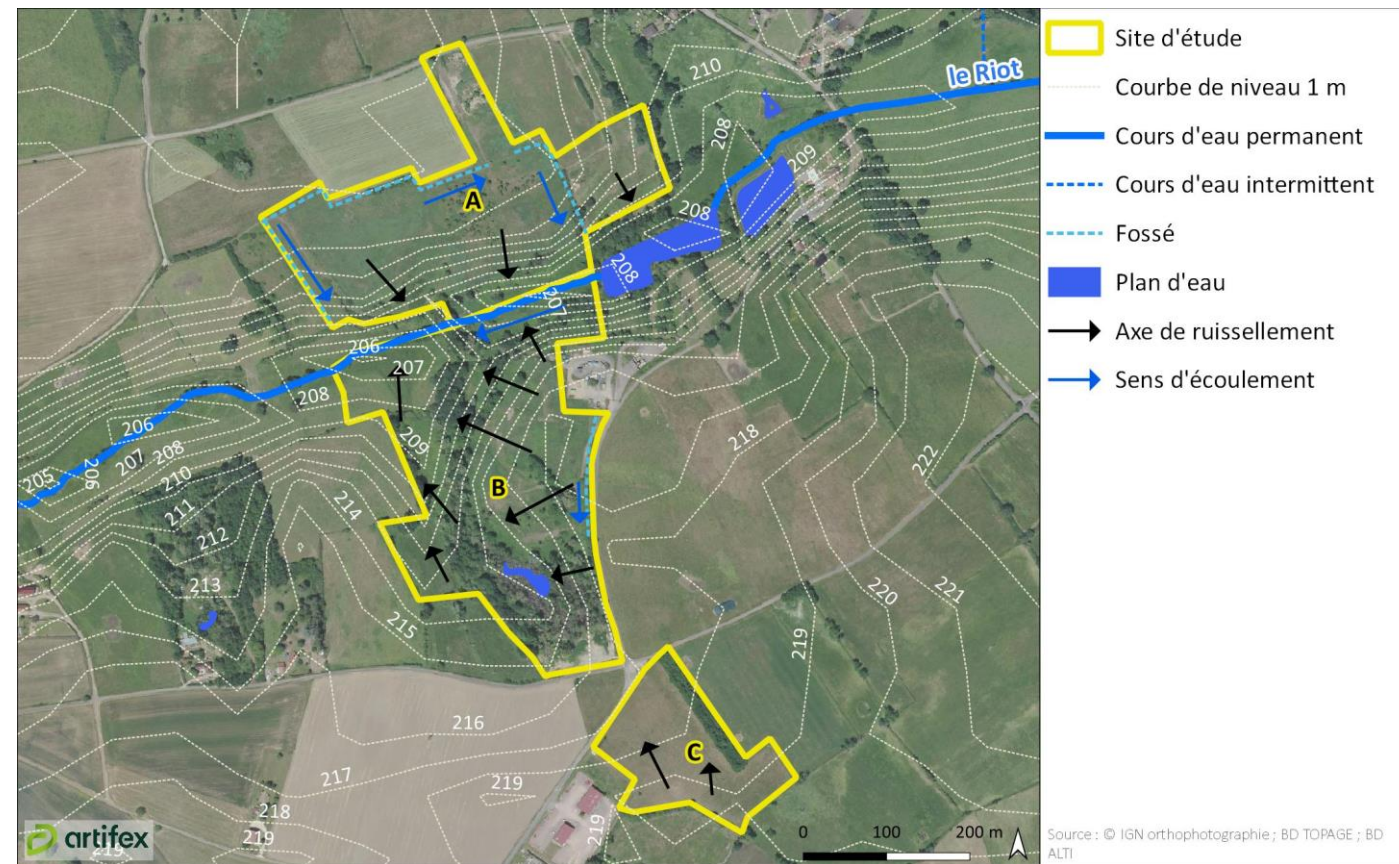 210
le Riot
208
209
A
208
208
207
206
207
208
209
206
207
208
205
206
210
211
212
213
214
215
B
218
222
220
221
219
216
217
219
218
219
219
C
artifex
0 100 200 m
Site d'étude
Courbe de niveau 1 m
Cours d'eau permanent
Cours d'eau intermittent
Fossé
Plan d'eau
Axe de ruissellement
Sens d'écoulement
Source : © IGN orthophotographie ; BD TOPAGE ; BD
ALTI